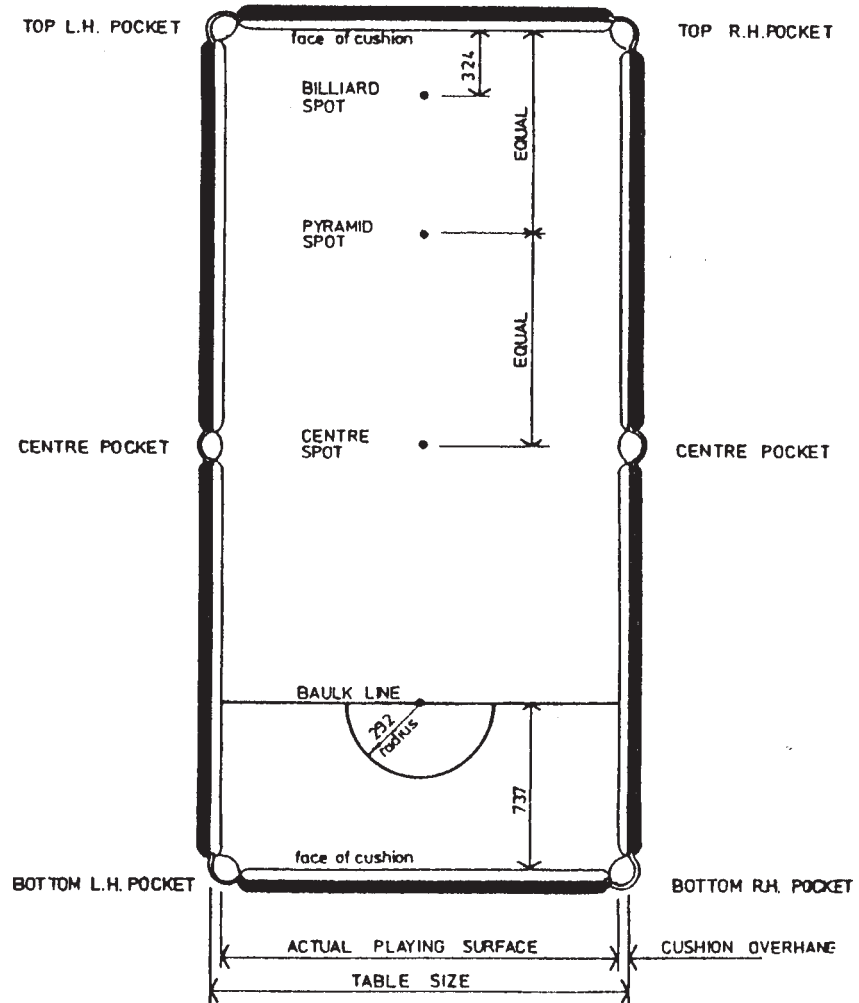 TOP L.H. POCKET
TOP R.H. POCKET
face of cushion
324
BILLIARD
SPOT
EQUAL
PYRAMID
SPOT
EQUAL
CENTRE POCKET
CENTRE
SPOT
CENTRE POCKET
BAULK LINE
292
radius
737
face of cushion
BOTTOM L.H. POCKET
BOTTOM R.H. POCKET
ACTUAL PLAYING SURFACE
CUSHION OVERHANG
TABLE SIZE